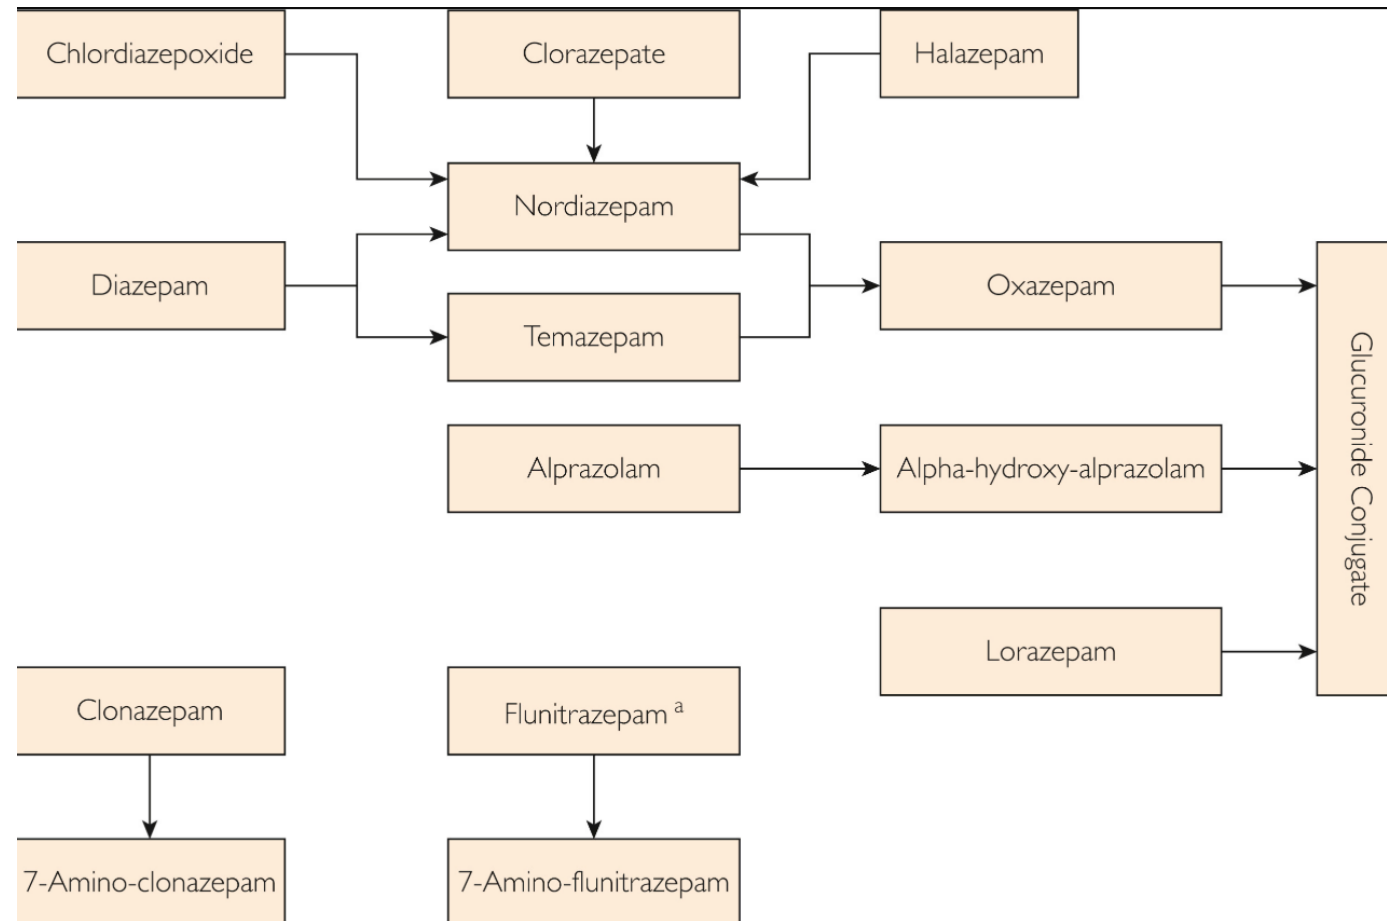 Chlordiazepoxide
Clorazepate
Halazepam
Nordiazepam
Diazepam
Oxazepam
Temazepam
Glucuronide Conjugate
Alprazolam
Alpha-hydroxy-alprazolam
Lorazepam
Clonazepam
Flunitrazepam a
7-Amino-clonazepam
7-Amino-flunitrazepam